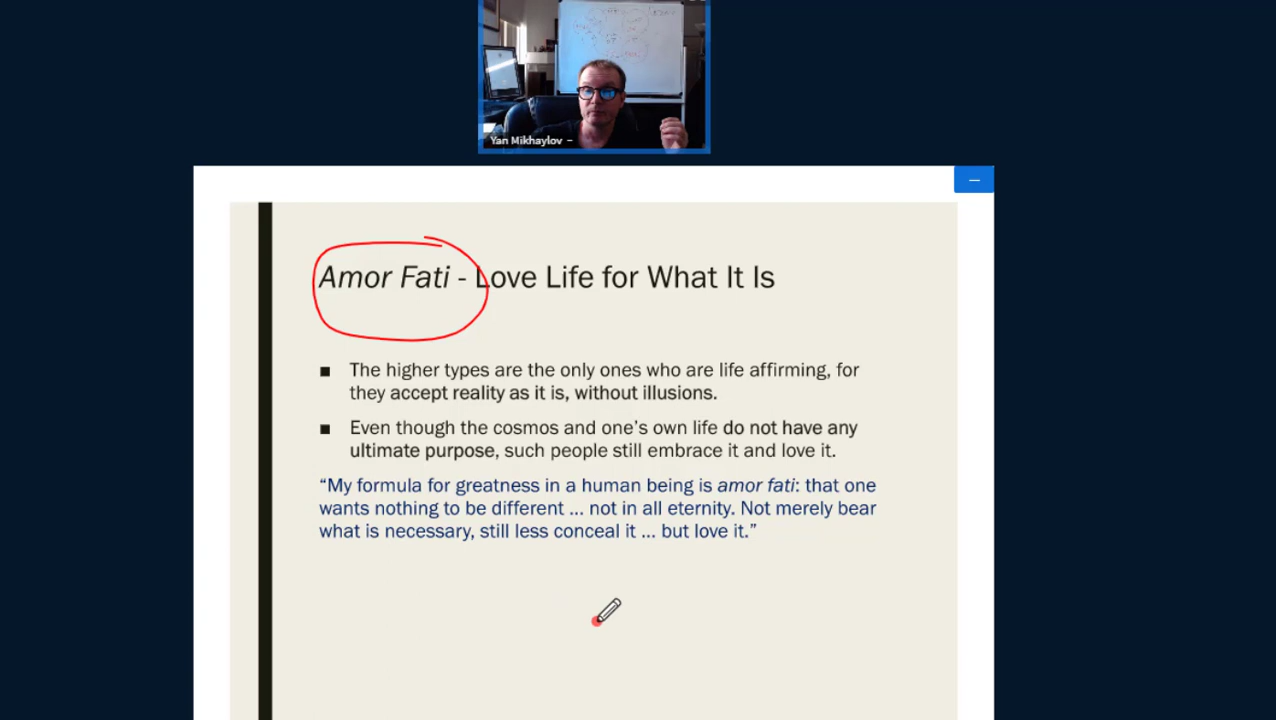 Yan Mikhaylov
Amor Fati - Love Life for What It Is
■ The higher types are the only ones who are life affirming, for
they accept reality as it is, without illusions.
■ Even though the cosmos and one’s own life do not have any
ultimate purpose, such people still embrace it and love it.
“My formula for greatness in a human being is amor fati: that one
wants nothing to be different ... not in all eternity. Not merely bear
what is necessary, still less conceal it ... but love it.”